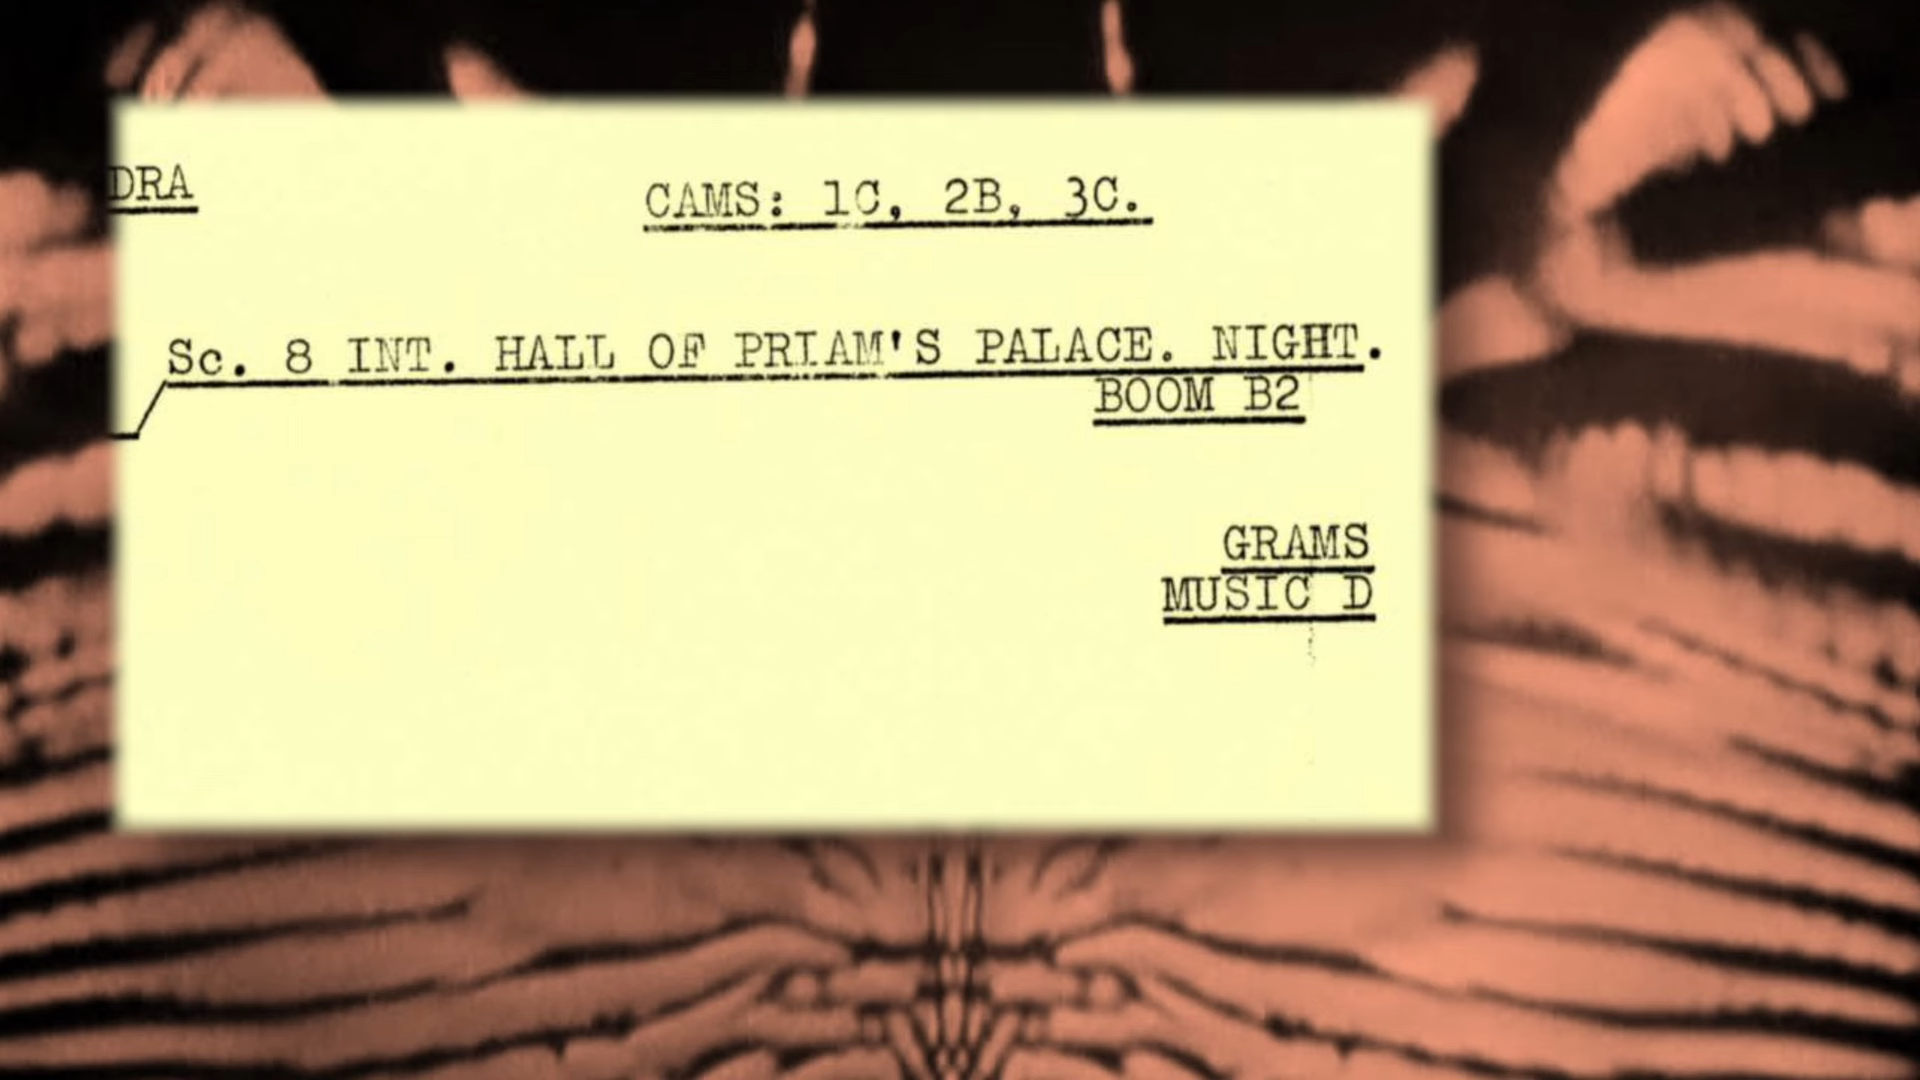 DRA
CAMS: 1C, 2B, 3C.
Sc. 8 INT. HALL OF PRIAM'S PALACE. NIGHT.
BOOM B2
GRAMS
MUSIC D